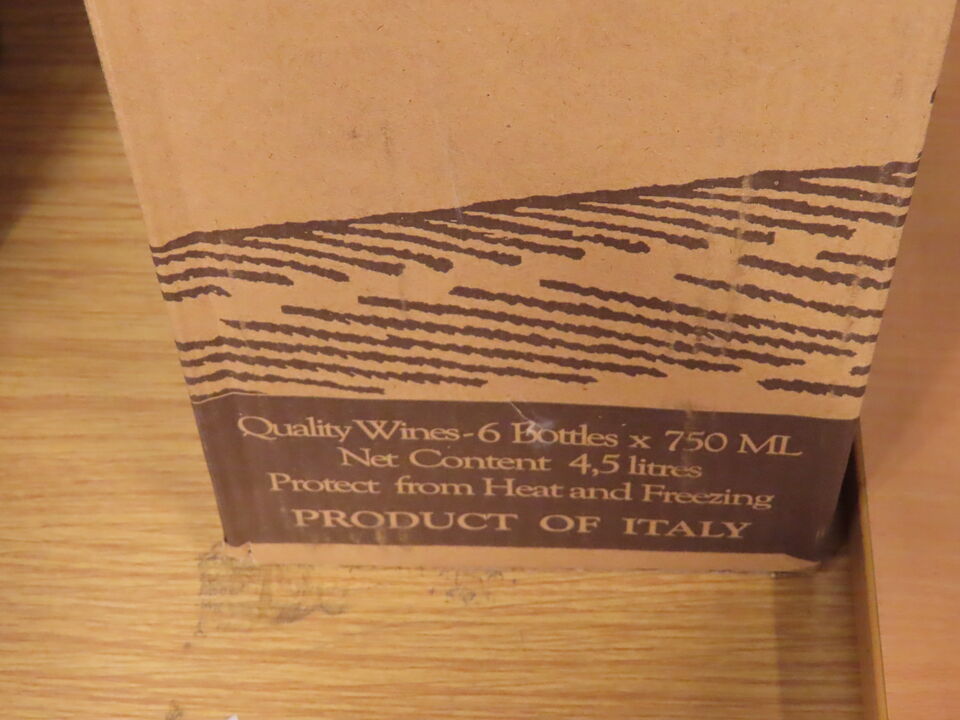 Quality Wines-6 Bottles x 750 ML
Net Content 4,5 litres
Protect from Heat and Freezing
PRODUCT OF ITALY